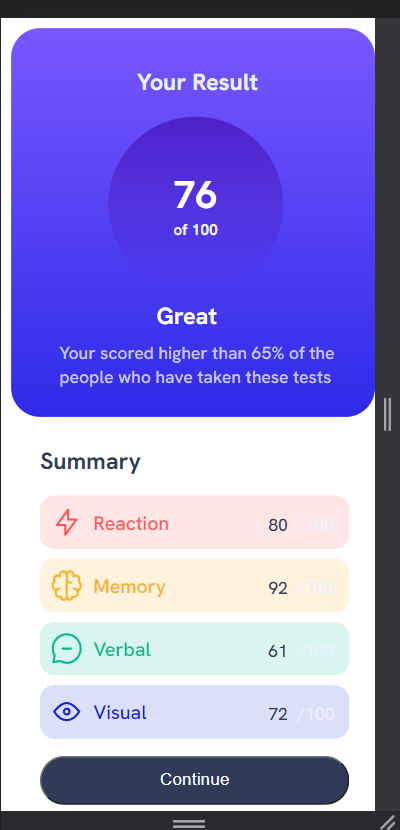 Your Result
76
of 100
Great
Your scored higher than 65% of the
people who have taken these tests
Summary
Reaction 80 /100
Memory 92 /100
Verbal 61 /100
Visual 72 /100
Continue